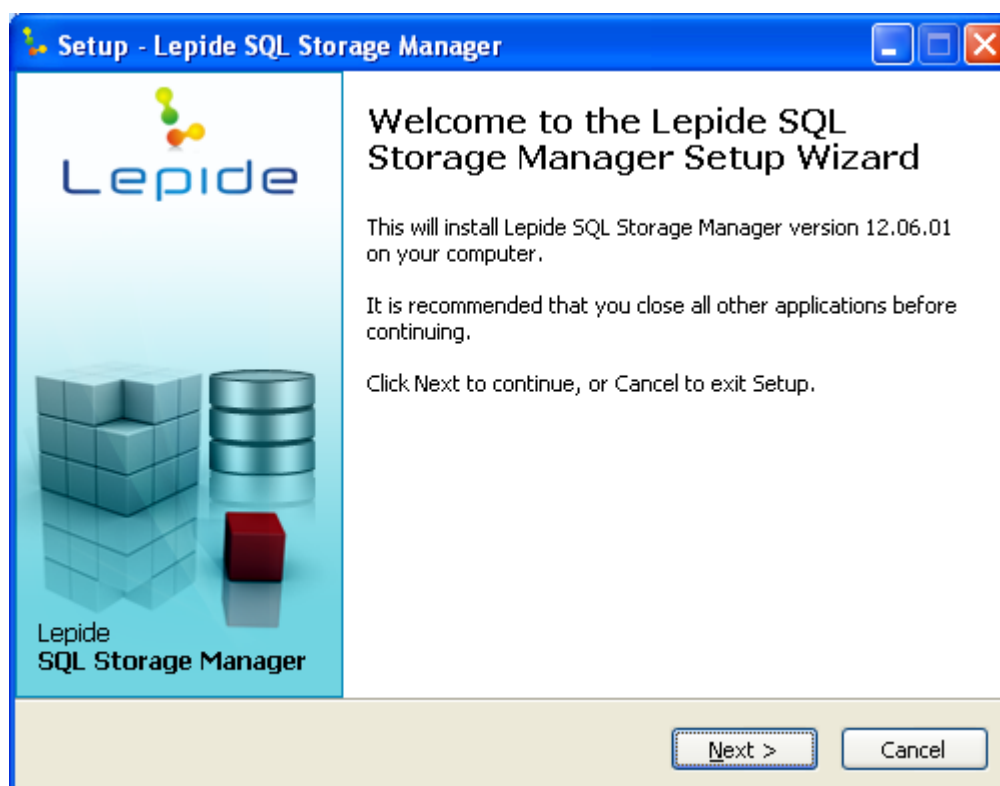 Setup - Lepide SQL Storage Manager
Lepide
Welcome to the Lepide SQL
Storage Manager Setup Wizard
This will install Lepide SQL Storage Manager version 12.06.01
on your computer.
It is recommended that you close all other applications before
continuing.
Click Next to continue, or Cancel to exit Setup.
Lepide
SQL Storage Manager
Next >
Cancel